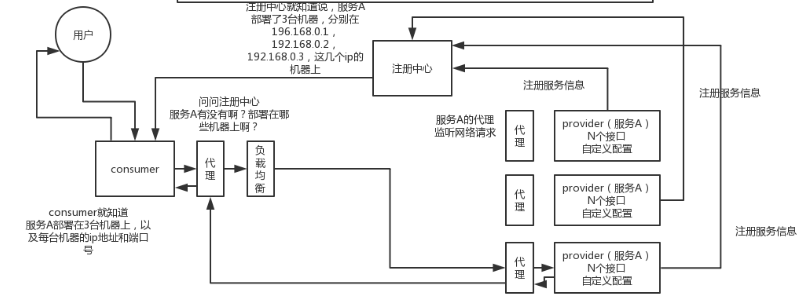 注册中心就知道说，服务A
部署了3台机器，分别在
196.168.0.1，
192.168.0.2，
192.168.0.3，这几个ip的
机器上
用户
注册中心
注册服务信息
注册服务信息
问问注册中心
服务A有没有啊？部署在哪
些机器上啊？
服务A的代理
监听网络请求
代
理
provider（服务A）
N个接口
自定义配置
consumer
代
理
负
载
均
衡
代
理
provider（服务A）
N个接口
自定义配置
consumer就知道
服务A部署在3台机器上，以
及每台机器的ip地址和端口
号
注册服务信息
代
理
provider（服务A）
N个接口
自定义配置